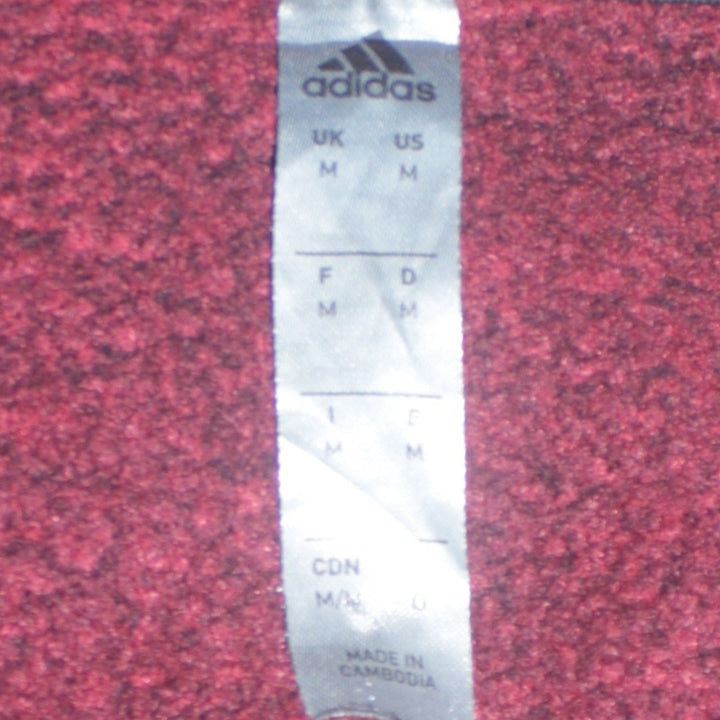 adidas
UK US
M M
F D
M M
I E
M M
CDN
M/M
MADE IN
CAMBODIA